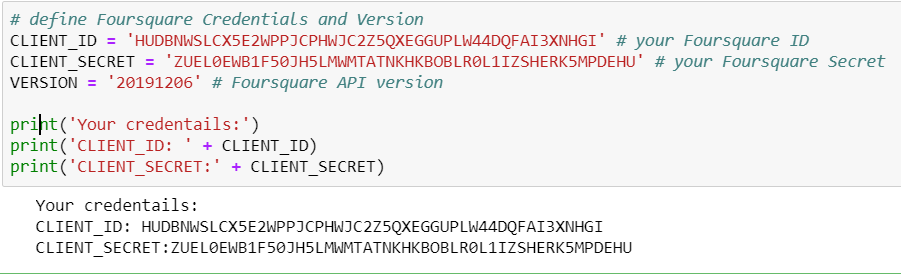 # define Foursquare Credentials and Version
CLIENT_ID = 'HUDBNWSLCX5E2WPPJCPHWJC2Z5QXEGGUPLW44DQFAI3XNHGI' # your Foursquare ID
CLIENT_SECRET = 'ZUEL0EWB1F50JH5LMWMTATNKHKBOBLR0L1IZSHERK5MPDEHU' # your Foursquare Secret
VERSION = '20191206' # Foursquare API version
print('Your credentails:')
print('CLIENT_ID: ' + CLIENT_ID)
print('CLIENT_SECRET:' + CLIENT_SECRET)
Your credentails:
CLIENT_ID: HUDBNWSLCX5E2WPPJCPHWJC2Z5QXEGGUPLW44DQFAI3XNHGI
CLIENT_SECRET:ZUEL0EWB1F50JH5LMWMTATNKHKBOBLR0L1IZSHERK5MPDEHU